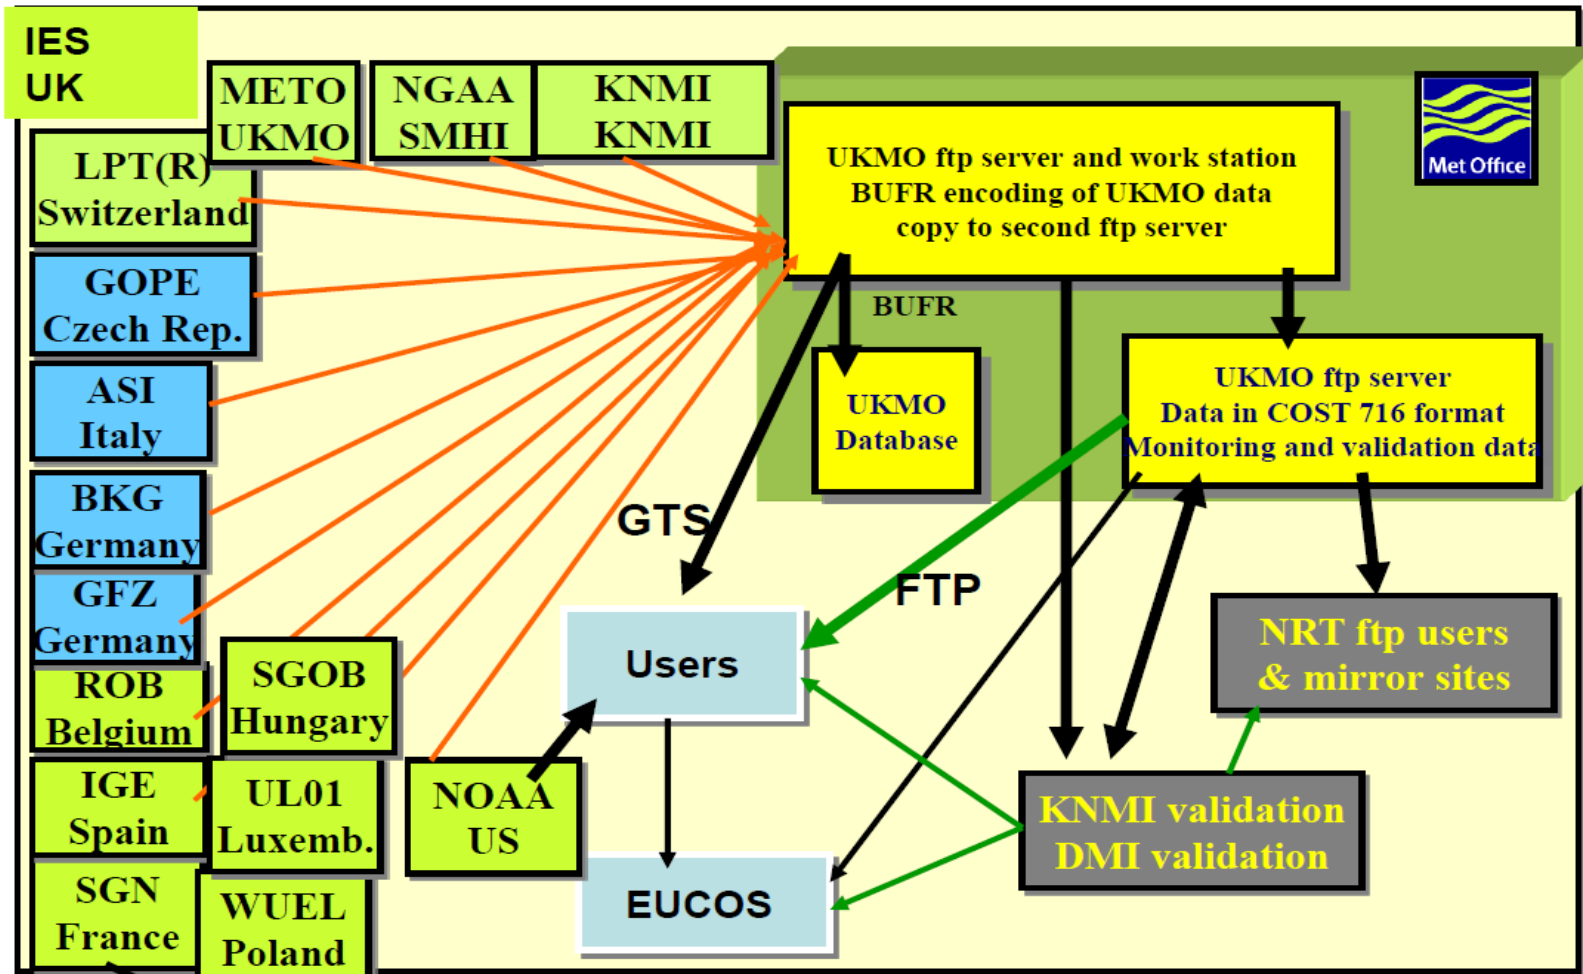 IES
UK
METO
UKMO
NGAA
SMHI
KNMI
KNMI
LPT(R)
Switzerland
GOPE
Czech Rep.
ASI
Italy
BKG
Germany
GFZ
Germany
ROB
Belgium
SGOB
Hungary
IGE
Spain
UL01
Luxemb.
NOAA
US
SGN
France
WUEL
Poland
UKMO ftp server and work station
BUFR encoding of UKMO data
copy to second ftp server
Met Office
BUFR
UKMO
Database
UKMO ftp server
Data in COST 716 format
Monitoring and validation data
GTS
FTP
Users
NRT ftp users
& mirror sites
KNMI validation
DMI validation
EUCOS